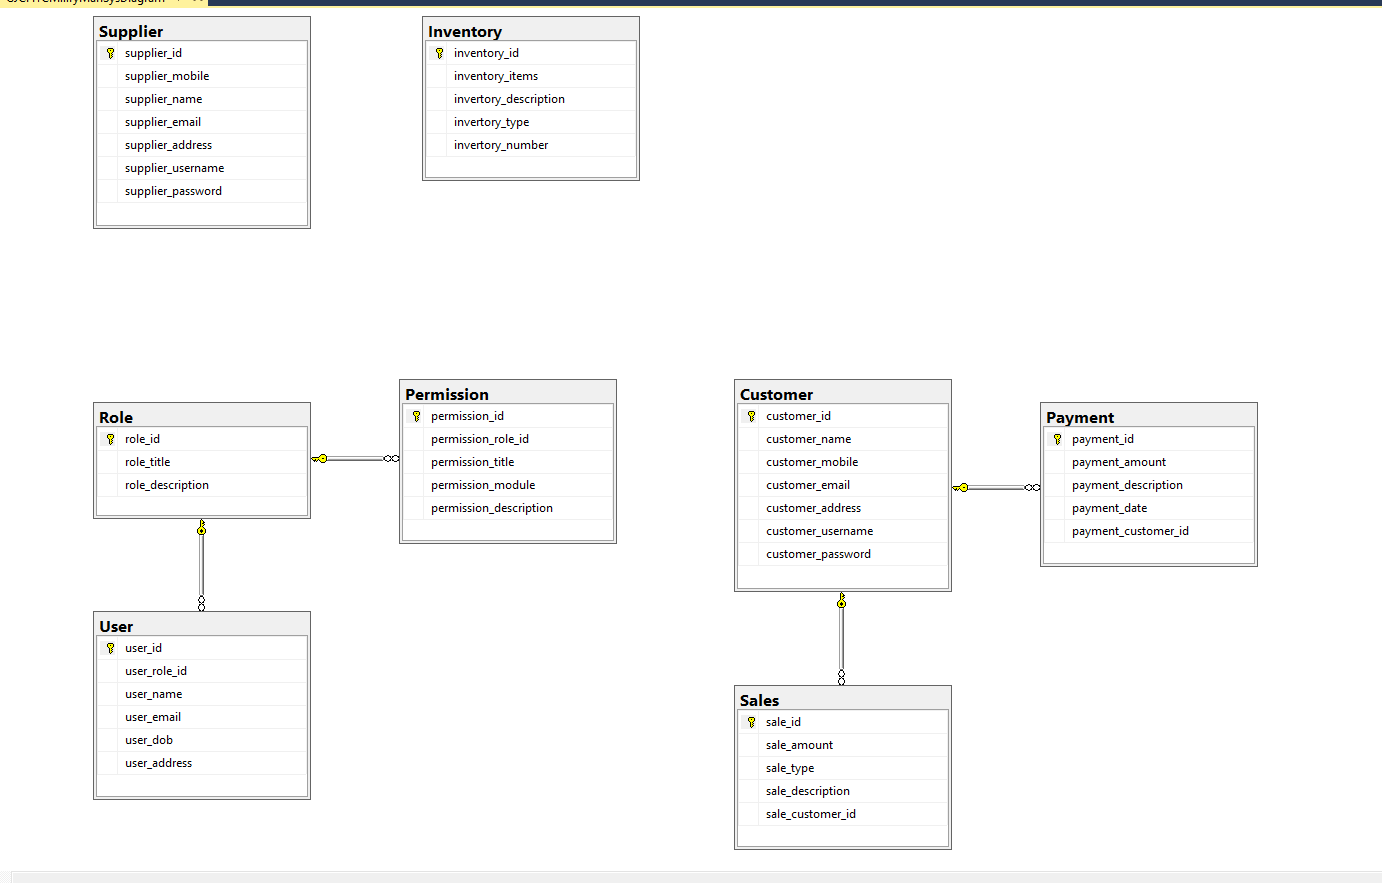 Supplier
supplier_id
supplier_mobile
supplier_name
supplier_email
supplier_address
supplier_username
supplier_password
Inventory
inventory_id
inventory_items
invertory_description
invertory_type
invertory_number
Role
role_id
role_title
role_description
Permission
permission_id
permission_role_id
permission_title
permission_module
permission_description
Customer
customer_id
customer_name
customer_mobile
customer_email
customer_address
customer_username
customer_password
Payment
payment_id
payment_amount
payment_description
payment_date
payment_customer_id
User
user_id
user_role_id
user_name
user_email
user_dob
user_address
Sales
sale_id
sale_amount
sale_type
sale_description
sale_customer_id